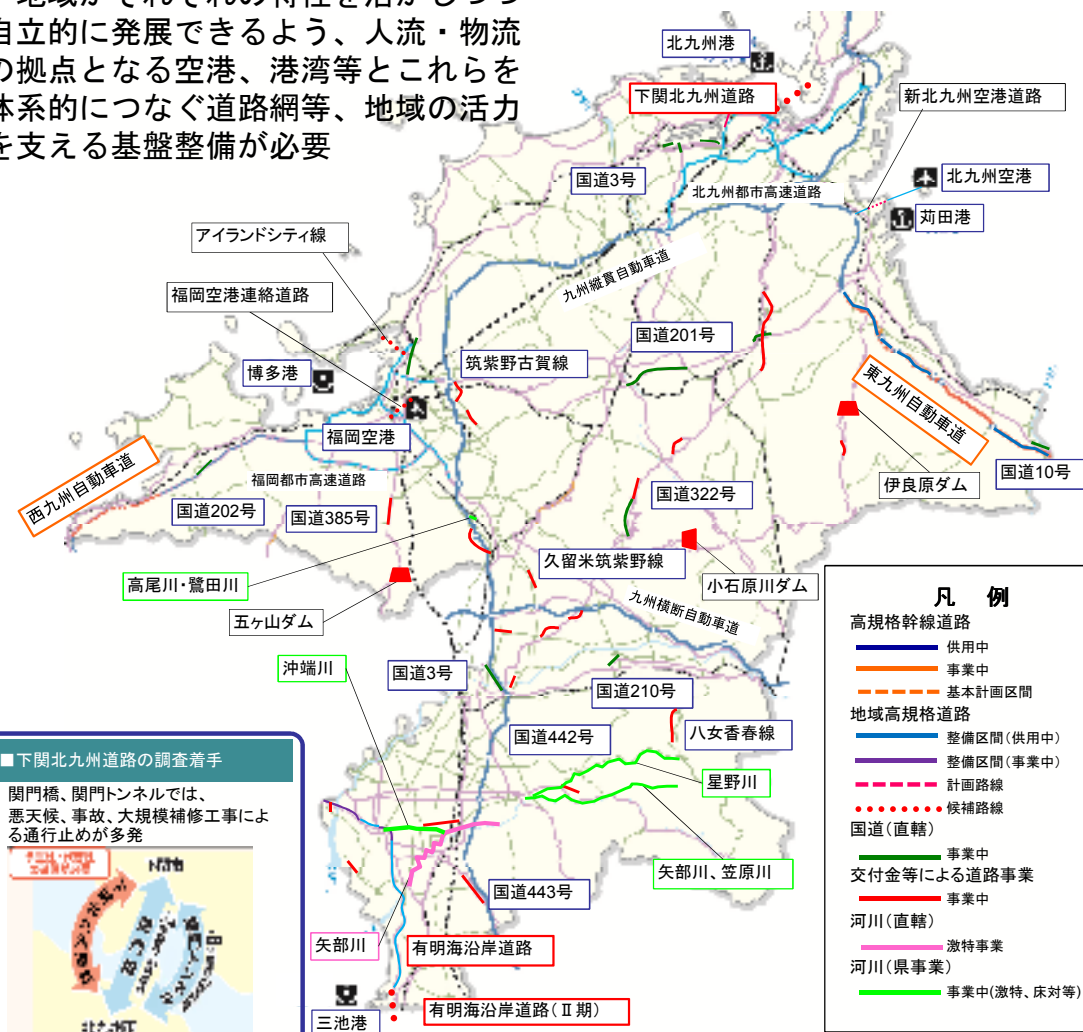 地域がそれぞれの特性を活かしつつ
自立的に発展できるよう、人流・物流
の拠点となる空港、港湾等とこれらを
体系的につなぐ道路網等、地域の活力
を支える基盤整備が必要
北九州港
下関北九州道路
新北九州空港道路
国道3号
北九州都市高速道路
北九州空港
苅田港
アイランドシティ線
九州縦貫自動車道
福岡空港連絡道路
国道201号
博多港
筑紫野古賀線
東九州自動車道
福岡空港
西九州自動車道
福岡都市高速道路
伊良原ダム
国道10号
国道202号
国道385号
国道322号
久留米筑紫野線
高尾川・鷺田川
小石原川ダム
五ヶ山ダム
九州横断自動車道
沖端川
国道3号
国道210号
国道442号
八女香春線
星野川
矢部川、笠原川
国道443号
矢部川
有明海沿岸道路
有明海沿岸道路(Ⅱ期)
三池港
■下関北九州道路の調査着手
関門橋、関門トンネルでは、
悪天候、事故、大規模補修工事によ
る通行止めが多発
凡 例
高規格幹線道路
供用中
事業中
基本計画区間
地域高規格道路
整備区間(供用中)
整備区間(事業中)
計画路線
候補路線
国道(直轄)
事業中
交付金等による道路事業
事業中
河川(直轄)
激特事業
河川(県事業)
事業中(激特、床対等)